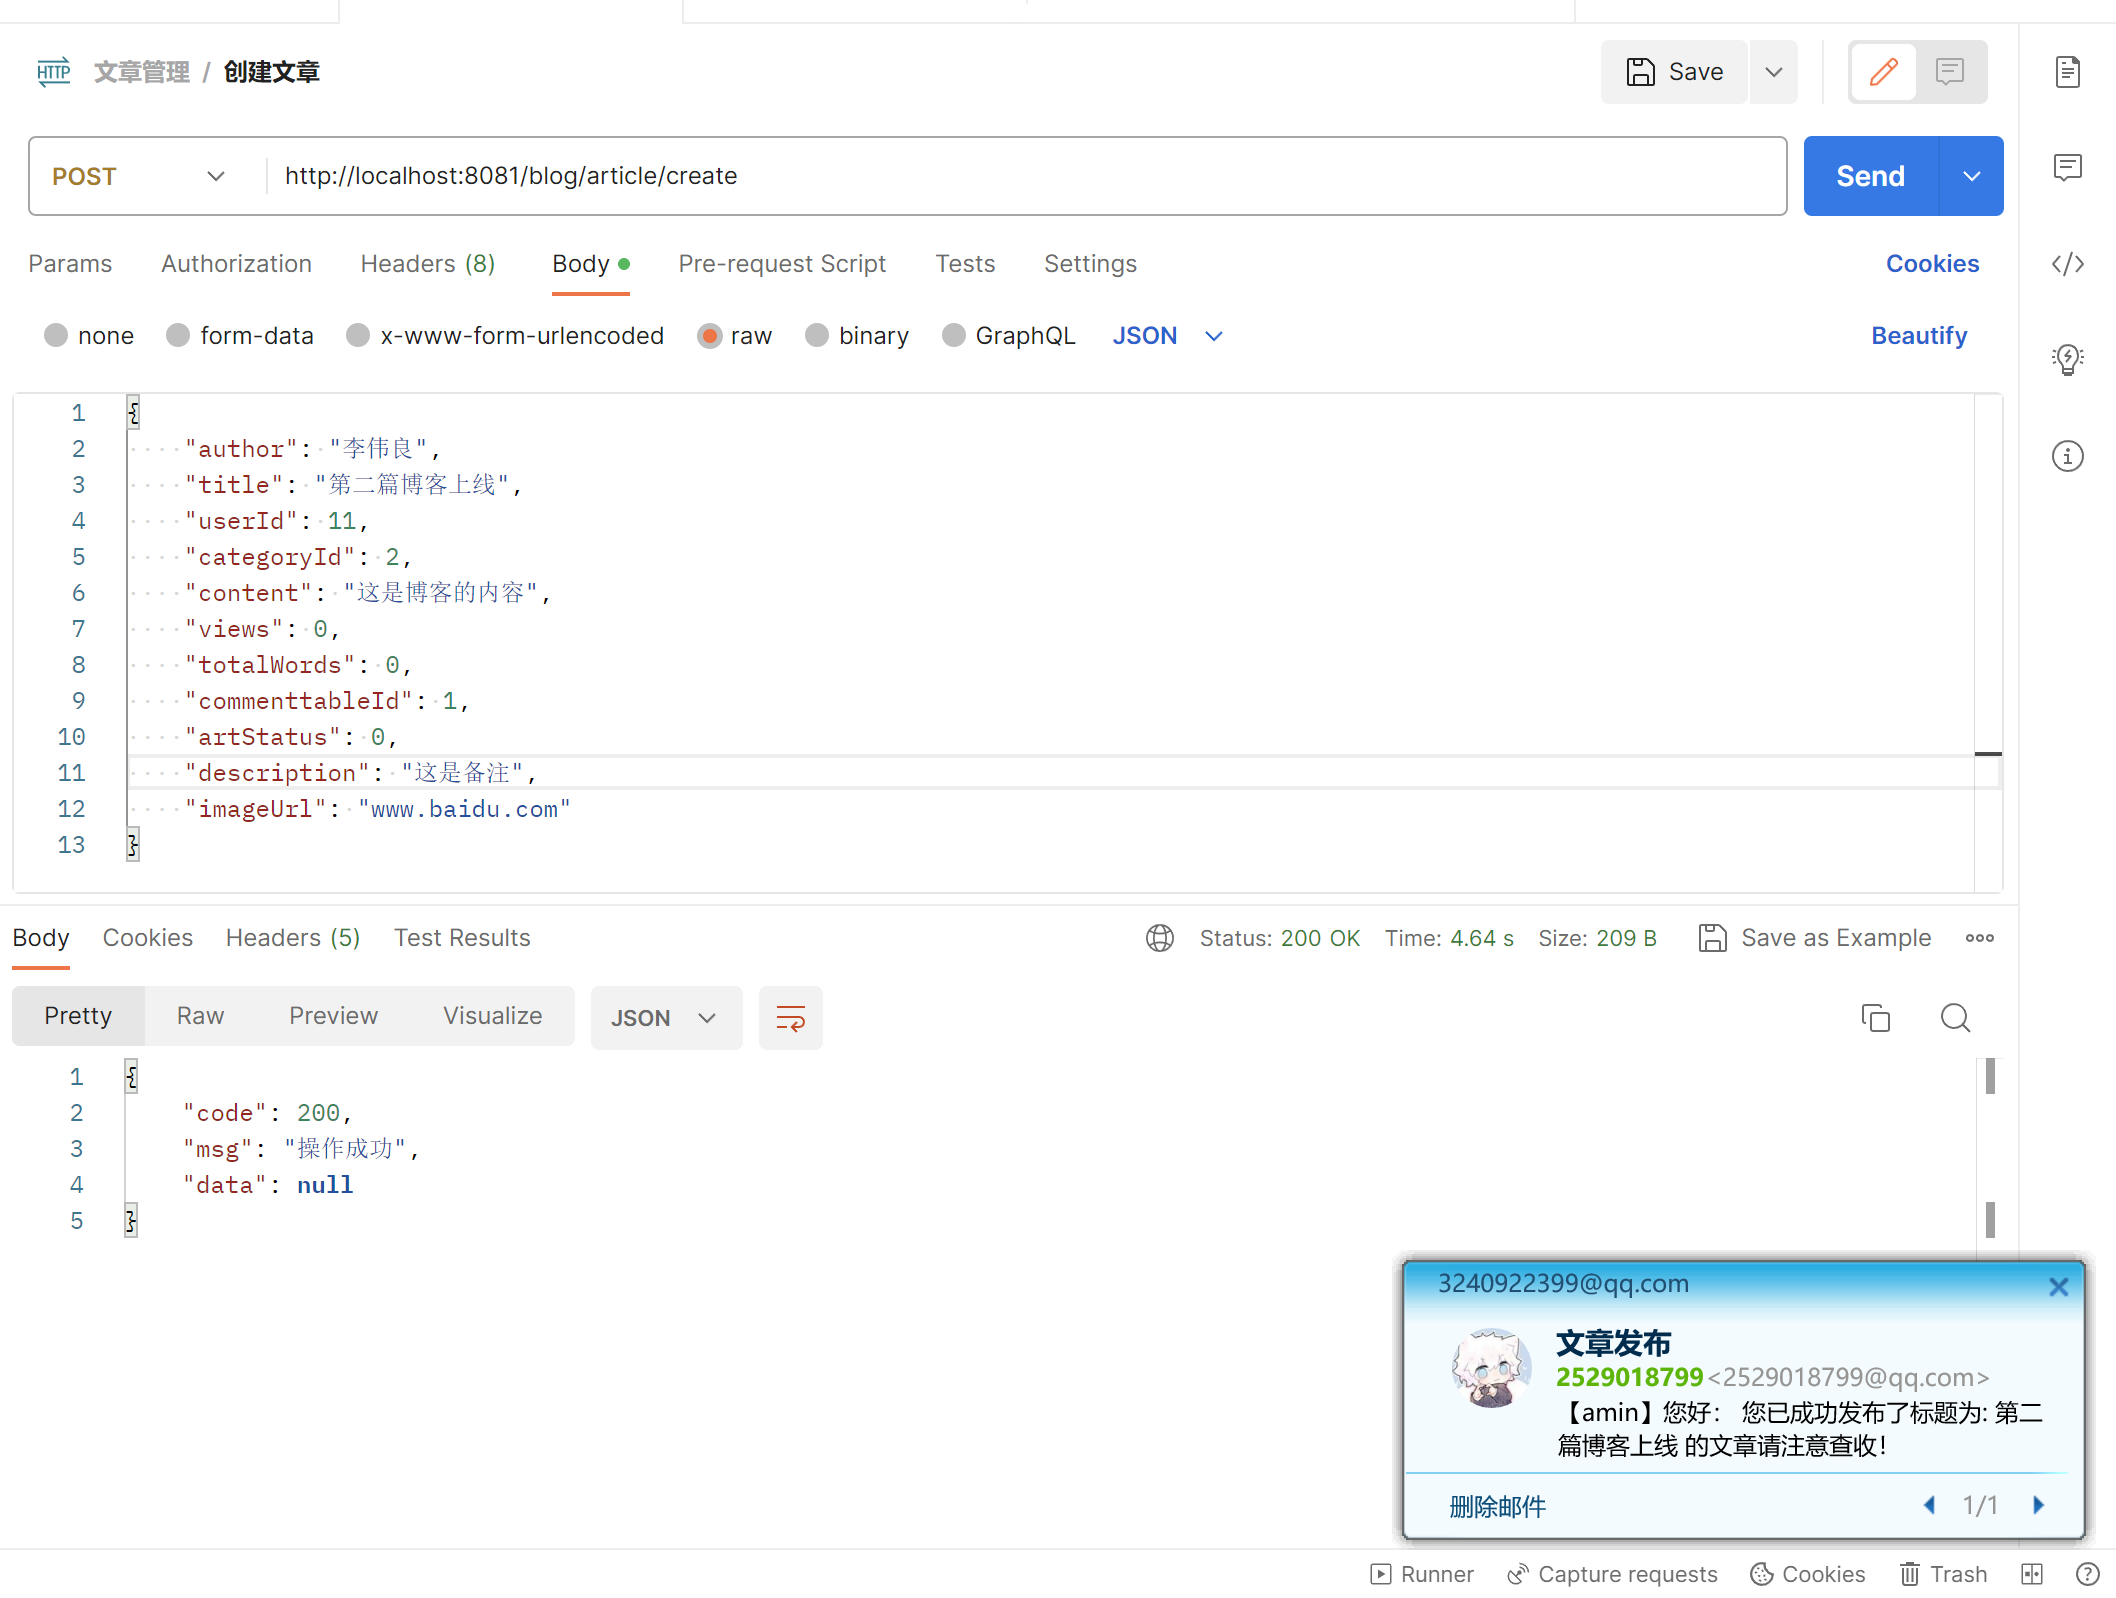 HTTP 文章管理 / 创建文章
Save
POST http://localhost:8081/blog/article/create Send
Params Authorization Headers (8) Body Pre-request Script Tests Settings Cookies
none form-data x-www-form-urlencoded raw binary GraphQL JSON Beautify
1 {
2 "author": "李伟良",
3 "title": "第二篇博客上线",
4 "userId": 11,
5 "categoryId": 2,
6 "content": "这是博客的内容",
7 "views": 0,
8 "totalWords": 0,
9 "commenttableId": 1,
10 "artStatus": 0,
11 "description": "这是备注",
12 "imageUrl": "www.baidu.com"
13 }
Body Cookies Headers (5) Test Results Status: 200 OK Time: 4.64 s Size: 209 B Save as Example
Pretty Raw Preview Visualize JSON
1 {
2 "code": 200,
3 "msg": "操作成功",
4 "data": null
5 }
3240922399@qq.com
文章发布
2529018799<2529018799@qq.com>
【amin】您好： 您已成功发布了标题为: 第二
篇博客上线 的文章请注意查收！
删除邮件 1/1
Runner Capture requests Cookies Trash